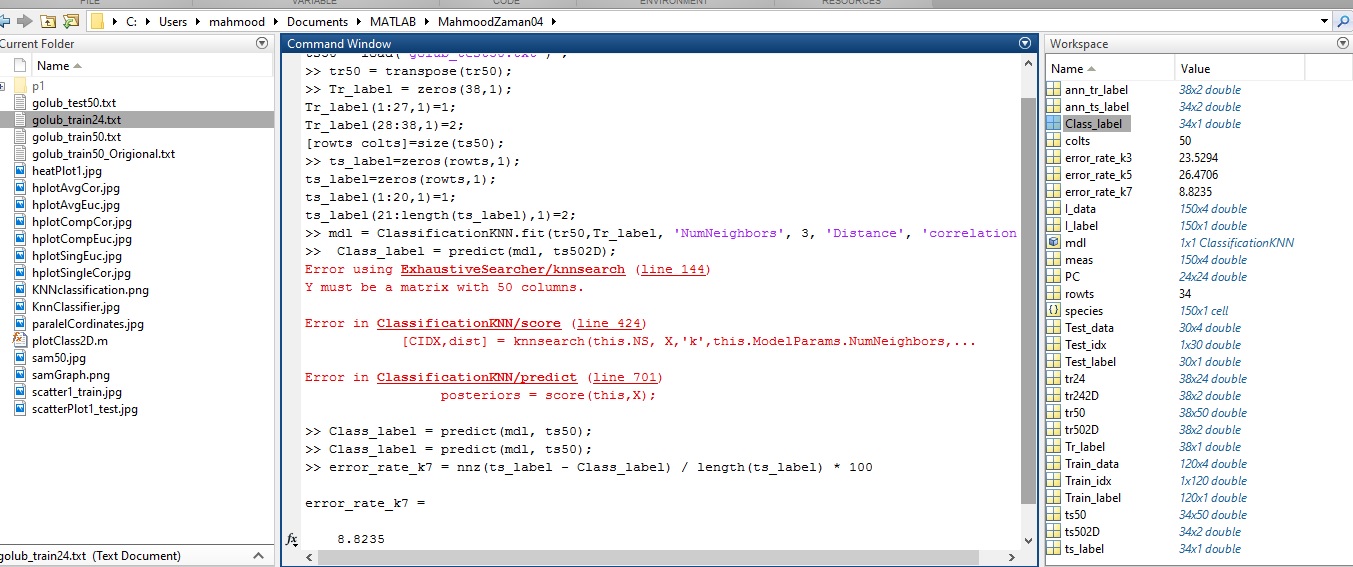 VARIABLE CODE ENVIRONMENT RESOURCES
C: Users mahmood Documents MATLAB MahmoodZaman04
Current Folder
Name
p1
golub_test50.txt
golub_train24.txt
golub_train50.txt
golub_train50_Origional.txt
heatPlot1.jpg
hplotAvgCor.jpg
hplotAvgEuc.jpg
hplotCompCor.jpg
hplotCompEuc.jpg
hplotSingEuc.jpg
hplotSingleCor.jpg
KNNclassification.png
KnnClassifier.jpg
paralelCordinates.jpg
plotClass2D.m
sam50.jpg
samGraph.png
scatter1_train.jpg
scatterPlot1_test.jpg
golub_train24.txt (Text Document)
Command Window
>> tr50 = transpose(tr50);
>> Tr_label = zeros(38,1);
Tr_label(1:27,1)=1;
Tr_label(28:38,1)=2;
[rowts colts]=size(ts50);
>> ts_label=zeros(rowts,1);
ts_label=zeros(rowts,1);
ts_label(1:20,1)=1;
ts_label(21:length(ts_label),1)=2;
>> mdl = ClassificationKNN.fit(tr50,Tr_label, 'NumNeighbors', 3, 'Distance', 'correlation
>>  Class_label = predict(mdl, ts502D);
Error using ExhaustiveSearcher/knnsearch (line 144)
Y must be a matrix with 50 columns.
Error in ClassificationKNN/score (line 424)
[CIDX,dist] = knnsearch(this.NS, X,'k',this.ModelParams.NumNeighbors,...
Error in ClassificationKNN/predict (line 701)
posteriors = score(this,X);
>> Class_label = predict(mdl, ts50);
>> Class_label = predict(mdl, ts50);
>> error_rate_k7 = nnz(ts_label - Class_label) / length(ts_label) * 100
error_rate_k7 =
fx 8.8235
Workspace
Name Value
ann_tr_label 38x2 double
ann_ts_label 34x2 double
Class_label 34x1 double
colts 50
error_rate_k3 23.5294
error_rate_k5 26.4706
error_rate_k7 8.8235
l_data 150x4 double
l_label 150x1 double
mdl 1x1 ClassificationKNN
meas 150x4 double
PC 24x24 double
rowts 34
species 150x1 cell
Test_data 30x4 double
Test_idx 1x30 double
Test_label 30x1 double
tr24 38x24 double
tr242D 38x2 double
tr50 38x50 double
tr502D 38x2 double
Tr_label 38x1 double
Train_data 120x4 double
Train_idx 1x120 double
Train_label 120x1 double
ts50 34x50 double
ts502D 34x2 double
ts_label 34x1 double